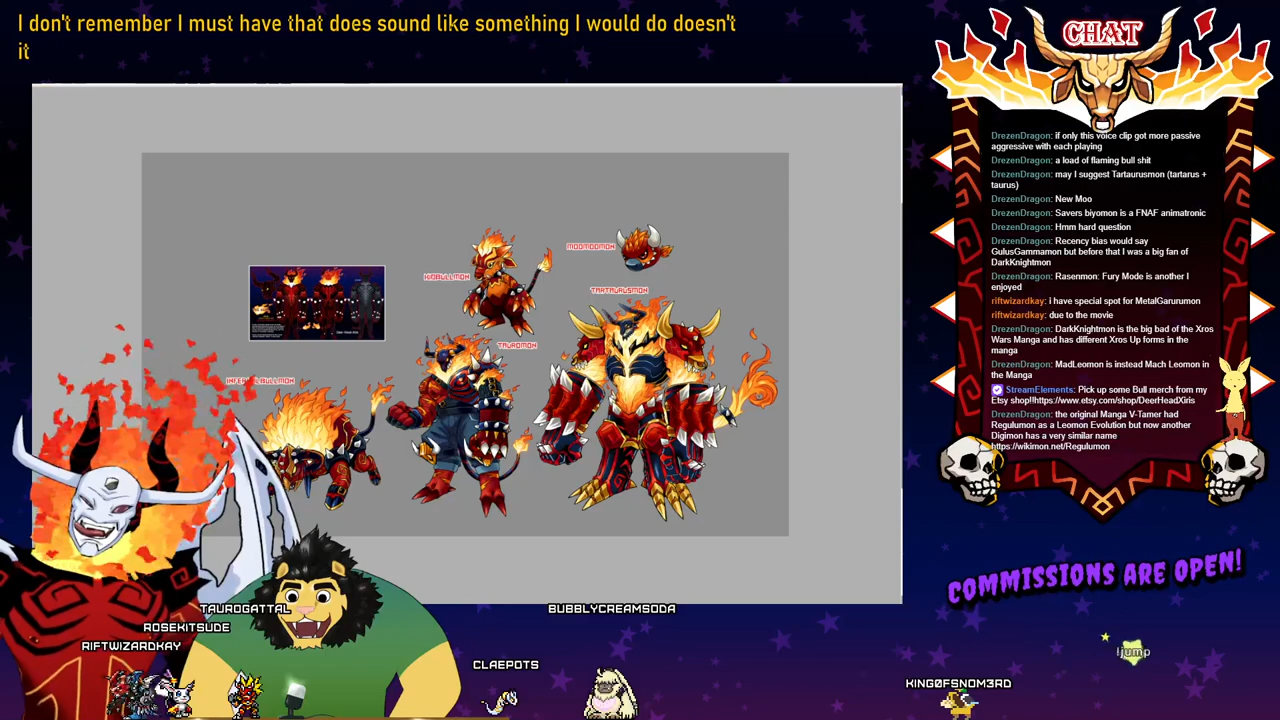 I don't remember I must have that does sound like something I would do doesn't
it
CHAT
DrezenDragon: if only this voice clip got more passive
aggressive with each playing
DrezenDragon: a load of flaming bull shit
DrezenDragon: may I suggest Tartaurusmon (tartarus +
taurus)
DrezenDragon: New Moo
DrezenDragon: Savers biyomon is a FNAF animatronic
DrezenDragon: Hmm hard question
DrezenDragon: Recency bias would say
GulusGammamon but before that I was a big fan of
DarkKnightmon
DrezenDragon: Rasenmon: Fury Mode is another I
enjoyed
riftwizardkay: i have special spot for MetalGarurumon
riftwizardkay: due to the movie
DrezenDragon: DarkKnightmon is the big bad of the Xros
Wars Manga and has different Xros Up forms in the
manga
DrezenDragon: MadLeomon is instead Mach Leomon in
the Manga
StreamElements: Pick up some Bull merch from my
Etsy shop!!https://www.etsy.com/shop/DeerHeadXiris
DrezenDragon: the original Manga V-Tamer had
Regulumon as a Leomon Evolution but now another
Digimon has a very similar name
https://wikimon.net/Regulumon
MOOMOOMON
KIDBULLMON
TARTAURUSMON
TAUROMON
BULLMON
COMMISSIONS ARE OPEN!
TAUROGATTAL
ROSEKITSUDE
RIFTWIZARDKAY
BUBBLYCREAMSODA
CLAEPOTS
!jump
KING0FSNOM3RD